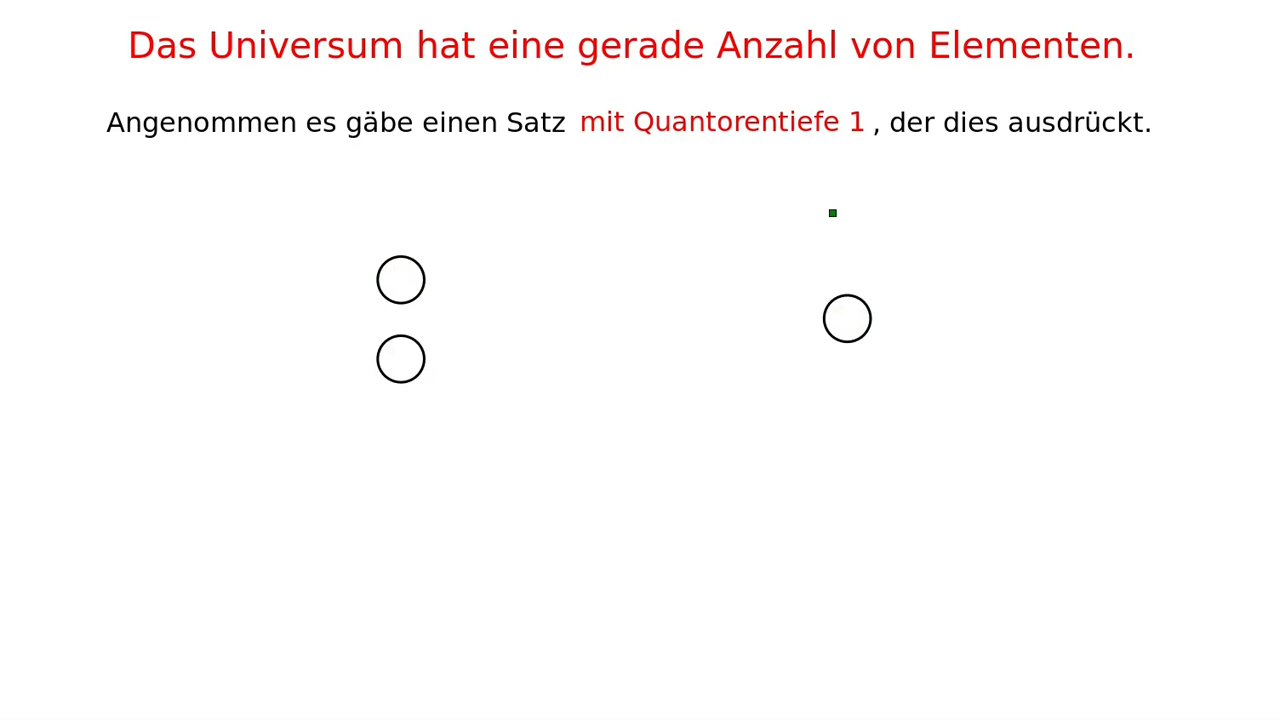 Das Universum hat eine gerade Anzahl von Elementen.
Angenommen es gäbe einen Satz mit Quantorentiefe 1 , der dies ausdrückt.